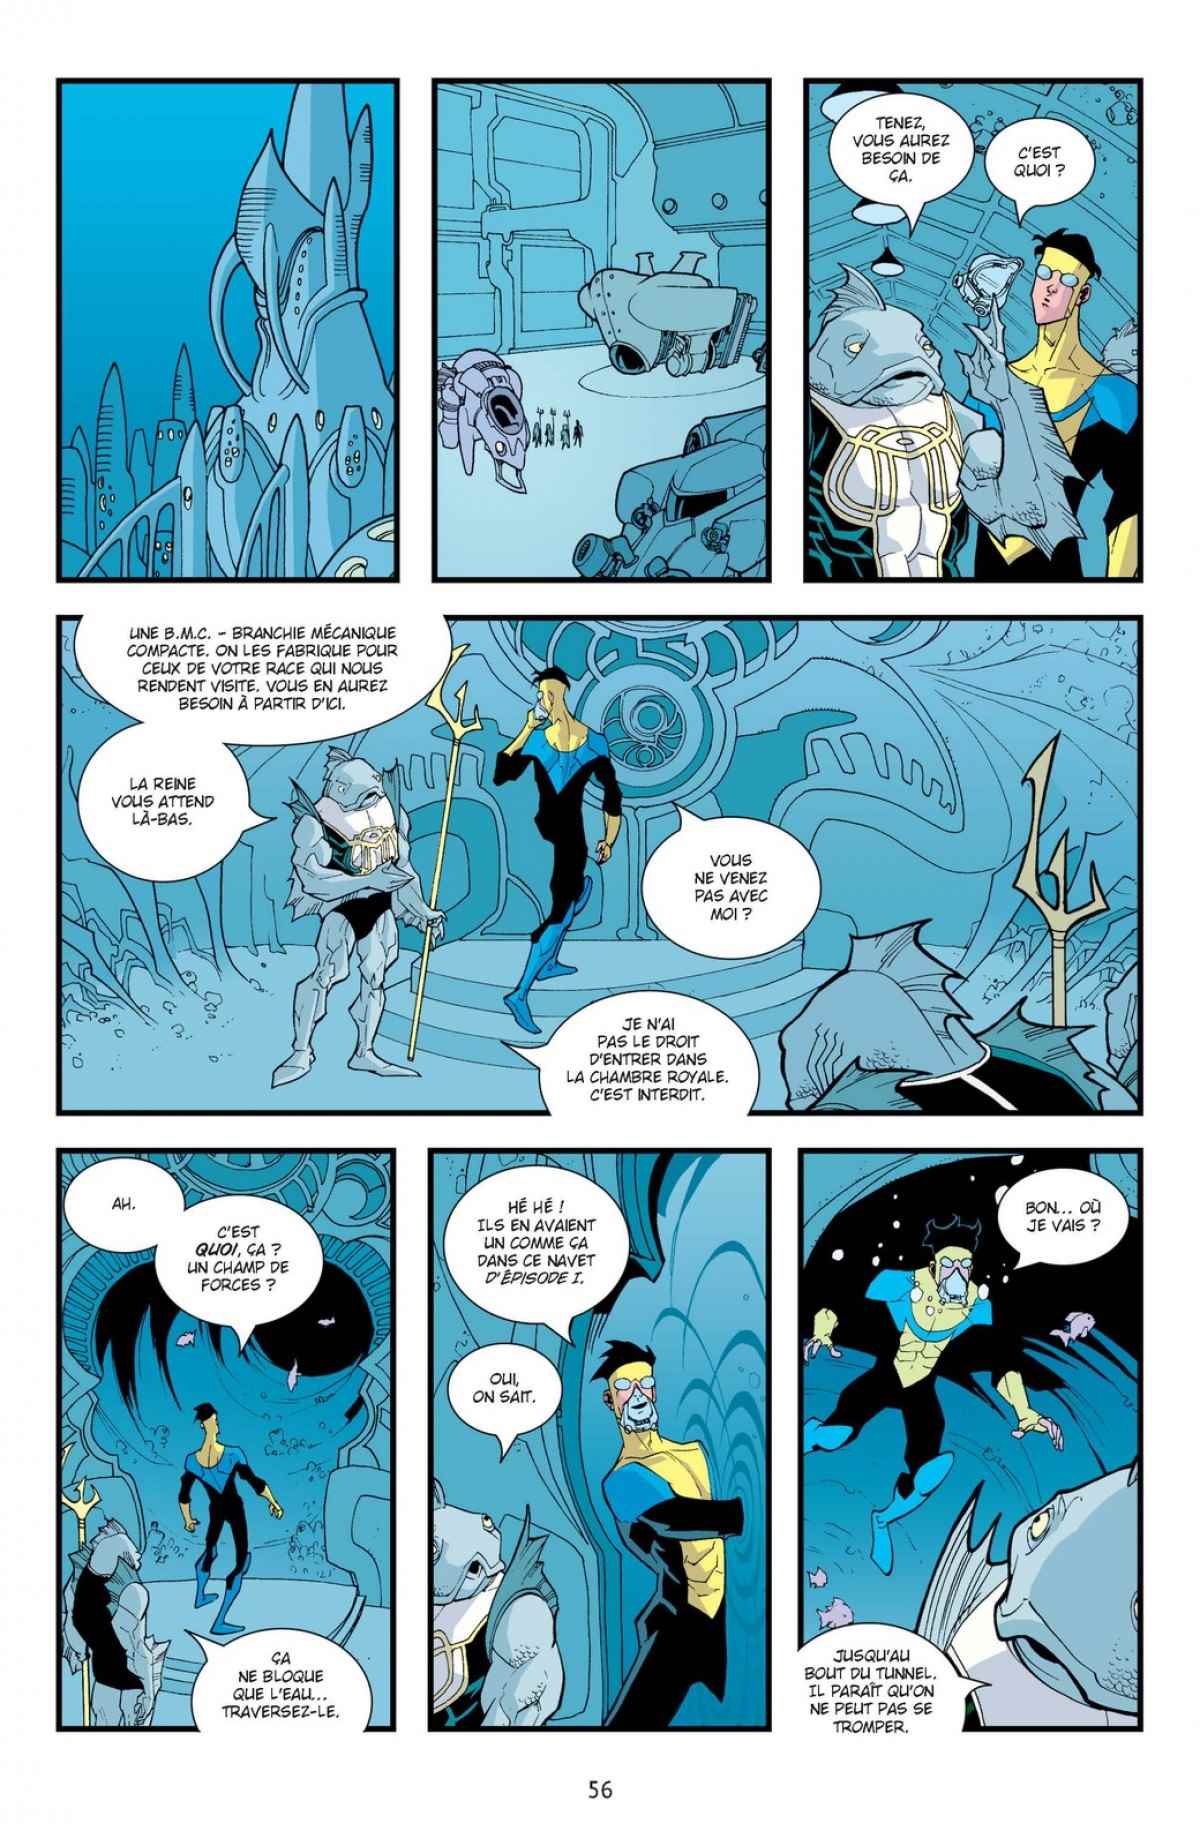 TENEZ,
VOUS AUREZ
BESOIN DE
ÇA.
C'EST
QUOI ?
UNE B.M.C. - BRANCHIE MÉCANIQUE
COMPACTE. ON LES FABRIQUE POUR
CEUX DE VOTRE RACE QUI NOUS
RENDENT VISITE. VOUS EN AUREZ
BESOIN À PARTIR D'ICI.
LA REINE
VOUS ATTEND
LÀ-BAS.
VOUS
NE VENEZ
PAS AVEC
MOI ?
JE N'AI
PAS LE DROIT
D'ENTRER DANS
LA CHAMBRE ROYALE.
C'EST INTERDIT.
AH.
C'EST
QUOI, ÇA ?
UN CHAMP DE
FORCES ?
ÇA
NE BLOQUE
QUE L'EAU...
TRAVERSEZ-LE.
HÉ HÉ !
ILS EN AVAIENT
UN COMME ÇA
DANS CE NAVET
D'ÉPISODE I.
OUI,
ON SAIT.
BON... OÙ
JE VAIS ?
JUSQU'AU
BOUT DU TUNNEL.
IL PARAÎT QU'ON
NE PEUT PAS SE
TROMPER.
56